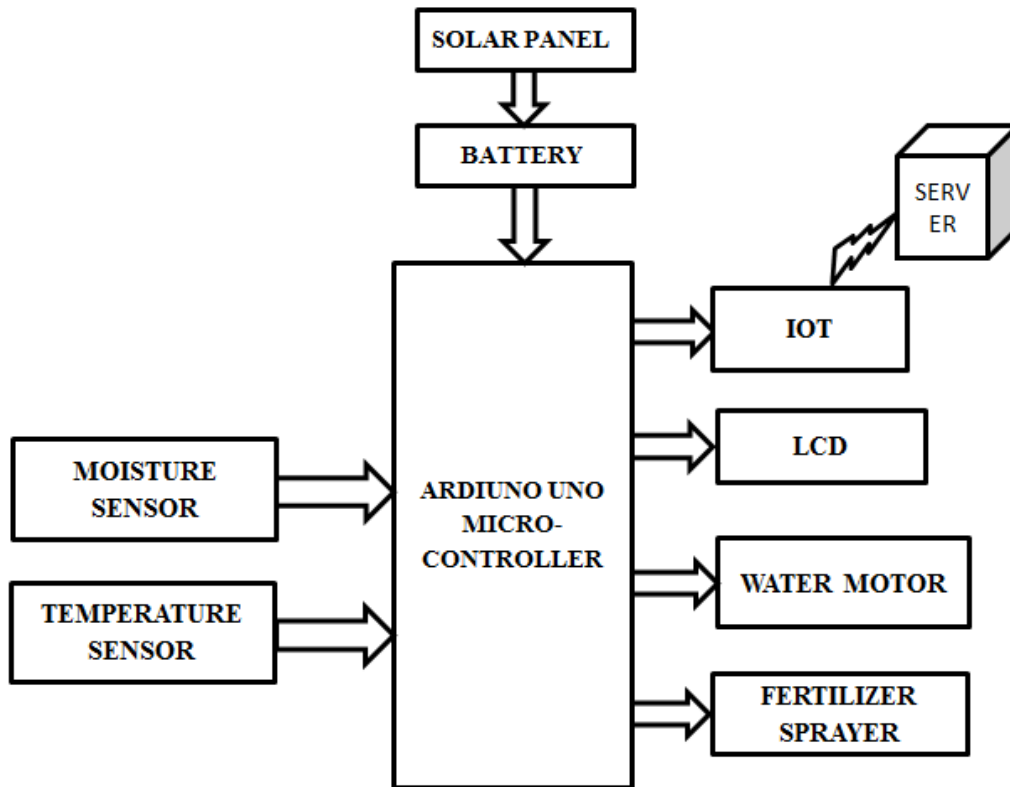 SOLAR PANEL
BATTERY
SERV
ER
IOT
LCD
MOISTURE
SENSOR
ARDIUNO UNO
MICRO-
CONTROLLER
WATER MOTOR
TEMPERATURE
SENSOR
FERTILIZER
SPRAYER